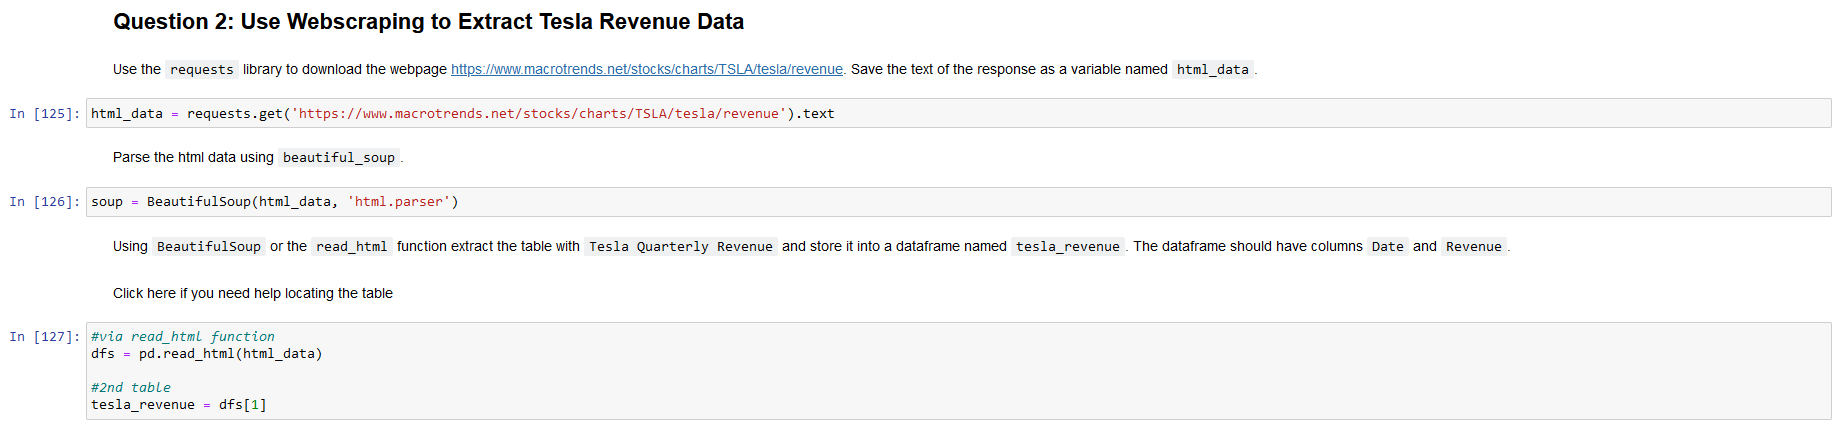 Question 2: Use Webscraping to Extract Tesla Revenue Data
Use the requests library to download the webpage https://www.macrotrends.net/stocks/charts/TSLA/tesla/revenue. Save the text of the response as a variable named html_data.
In [125]: html_data = requests.get('https://www.macrotrends.net/stocks/charts/TSLA/tesla/revenue').text
Parse the html data using beautiful_soup.
In [126]: soup = BeautifulSoup(html_data, 'html.parser')
Using BeautifulSoup or the read_html function extract the table with Tesla Quarterly Revenue and store it into a dataframe named tesla_revenue. The dataframe should have columns Date and Revenue.
Click here if you need help locating the table
In [127]: #via read_html function
dfs = pd.read_html(html_data)
#2nd table
tesla_revenue = dfs[1]